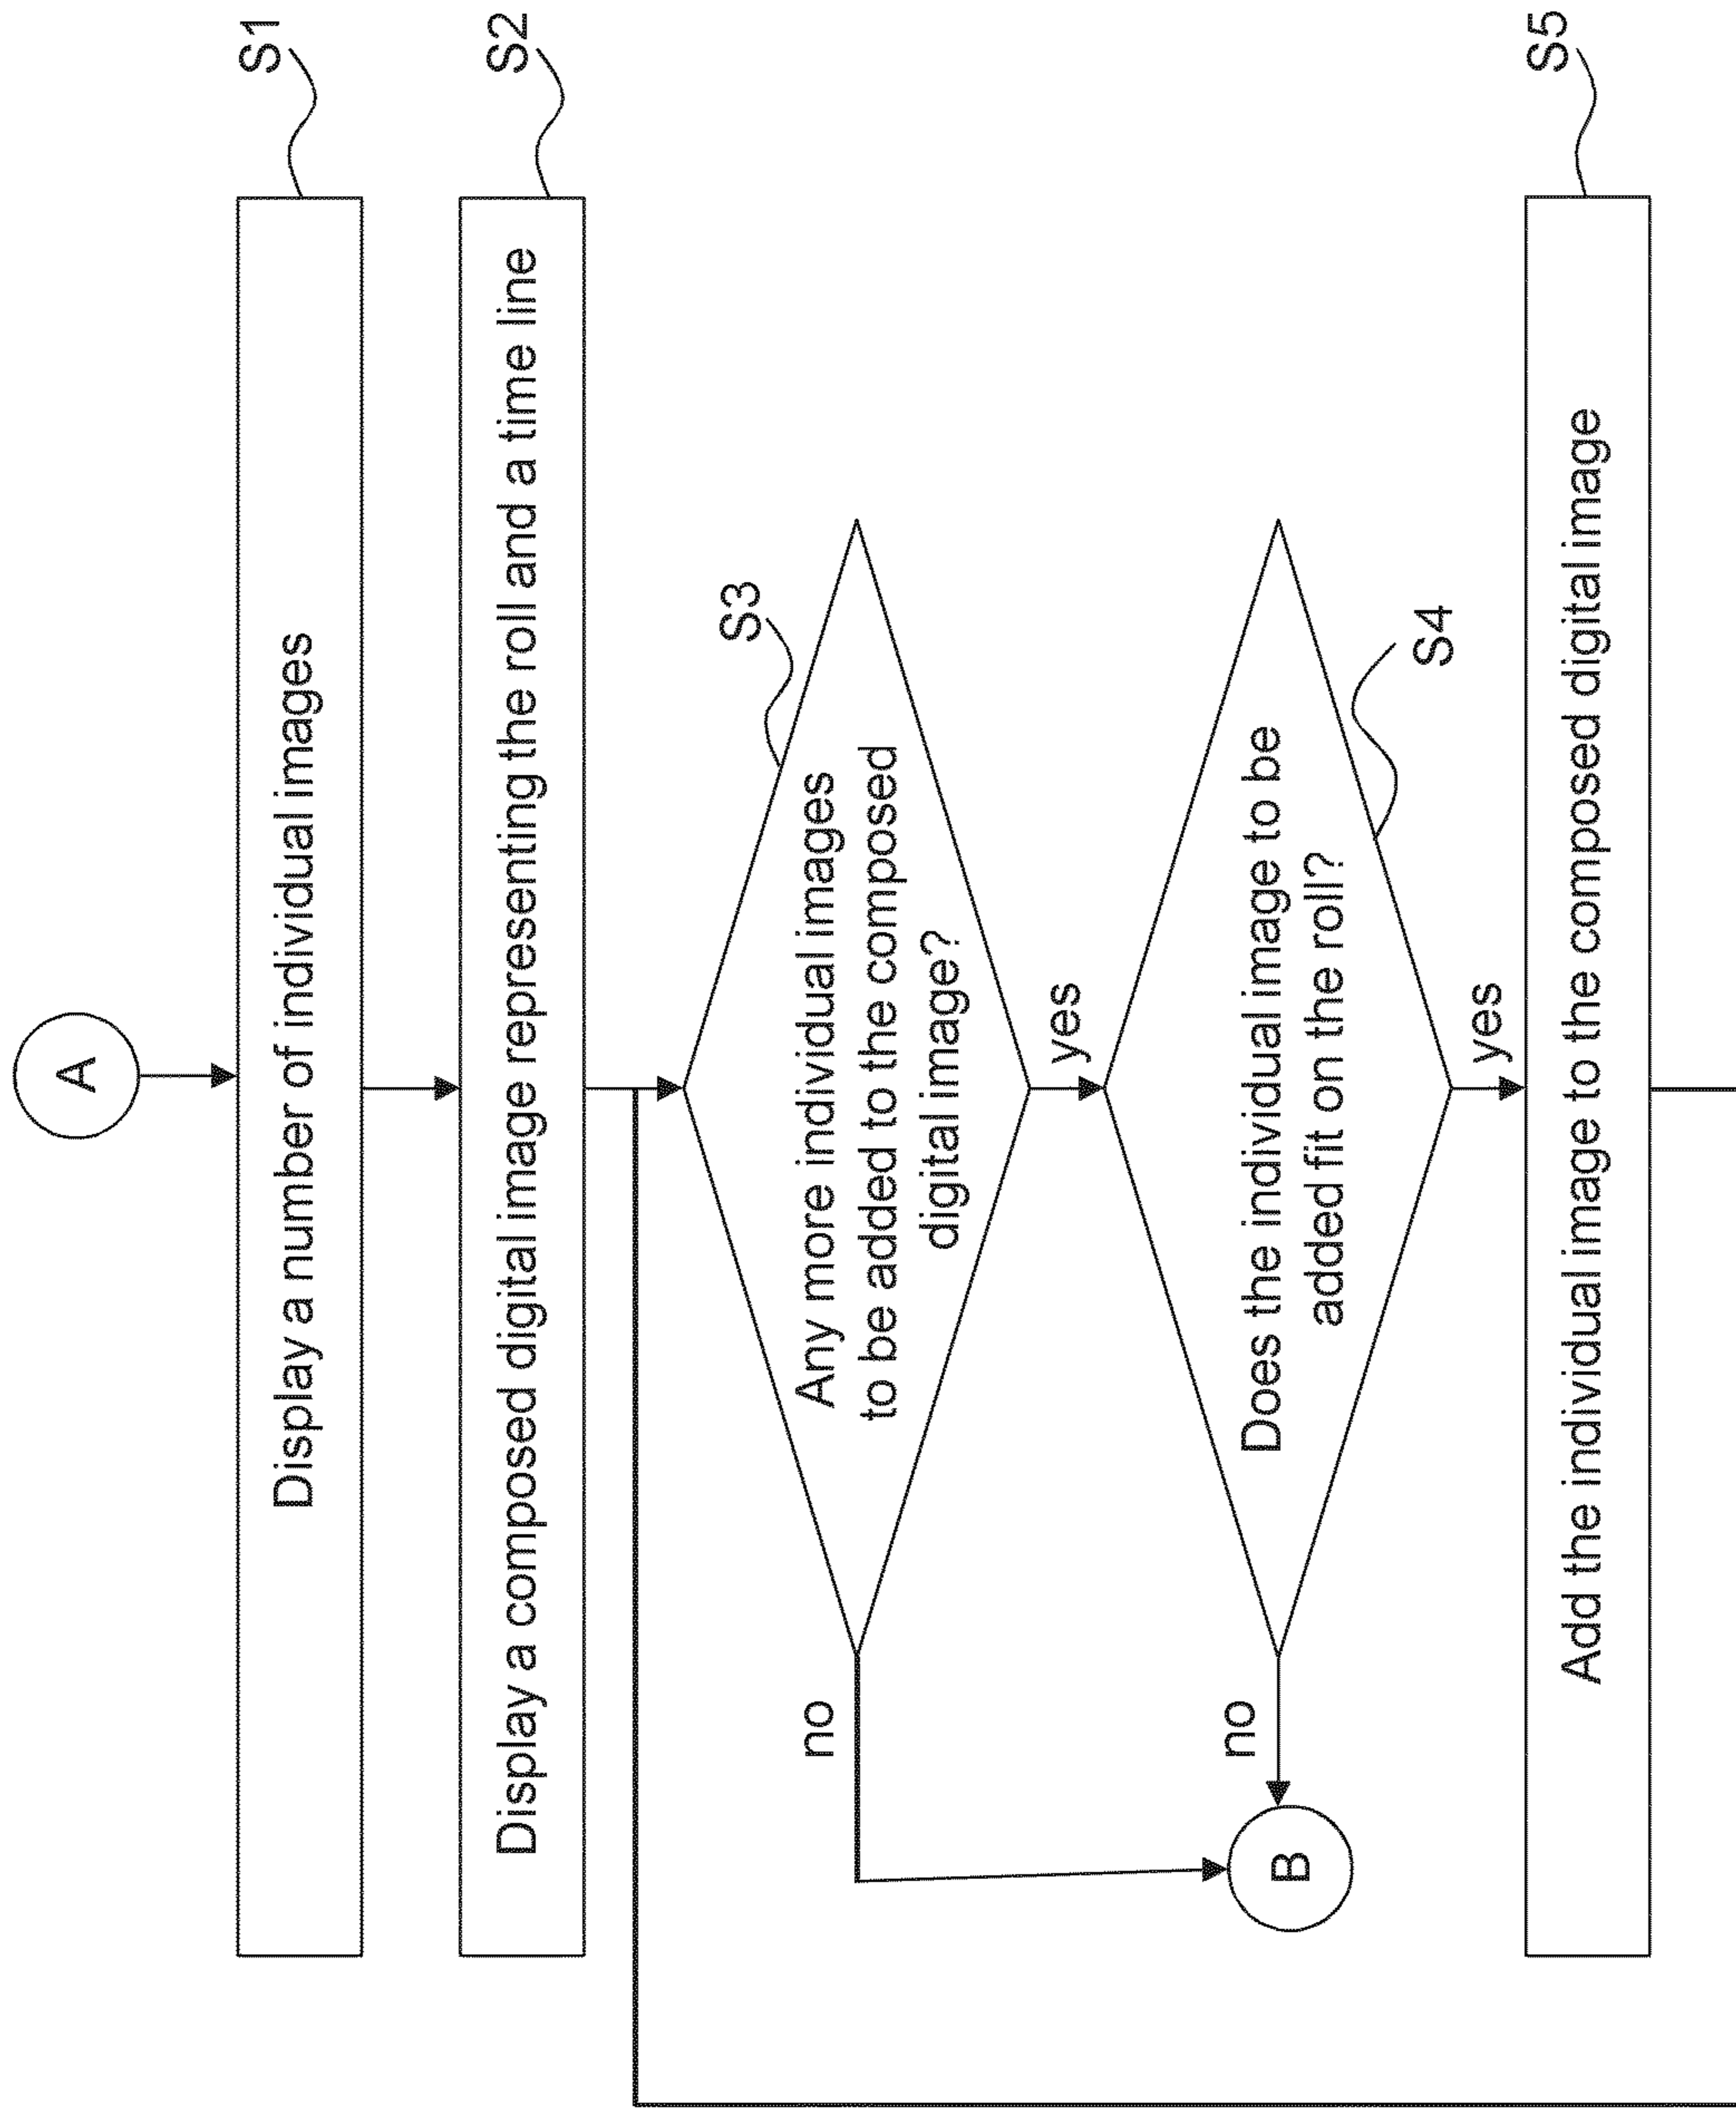 A
Display a number of individual images
S1
Display a composed digital image representing the roll and a time line
S2
S3
Any more individual images
to be added to the composed
digital image?
no
yes
S4
Does the individual image to be
added fit on the roll?
no
B
yes
Add the individual image to the composed digital image
S5